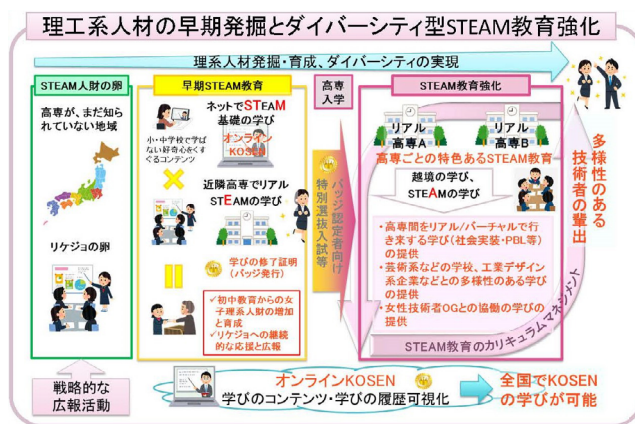 理工系人材の早期発掘とダイバーシティ型STEAM教育強化
理系人材発掘・育成、ダイバーシティの実現
STEAM人財の卵
高専が、まだ知ら
れていない地域
リケジョの卵
戦略的な
広報活動
早期STEAM教育
ネットでSTEAM
基礎の学び
オンライン
KOSEN
小・中学校で学ば
ない好奇心をくす
ぐるコンテンツ
近隣高専でリアル
STEAMの学び
学びの修了証明
(バッジ発行)
✓初中教育からの女
子理系人財の増加と
育成
✓リケジョへの継続
的な応援と広報
高専
入学
バッジ認定者向け
特別選抜入試等
STEAM教育強化
リアル
高専A
リアル
高専B
高専ごとの特色あるSTEAM教育
越境の学び、
STEAMの学び
・高専間をリアル/バーチャルで行
き来する学び(社会実装・PBL等)
の提供
・芸術系などの学校、工業デザイン
系企業などとの多様性のある学び
の提供
・女性技術者OGとの協働の学びの
提供
STEAM教育のカリキュラムマネジメント
多様性のある
技術者の輩出
オンラインKOSEN
学びのコンテンツ・学びの履歴可視化
全国でKOSEN
の学びが可能